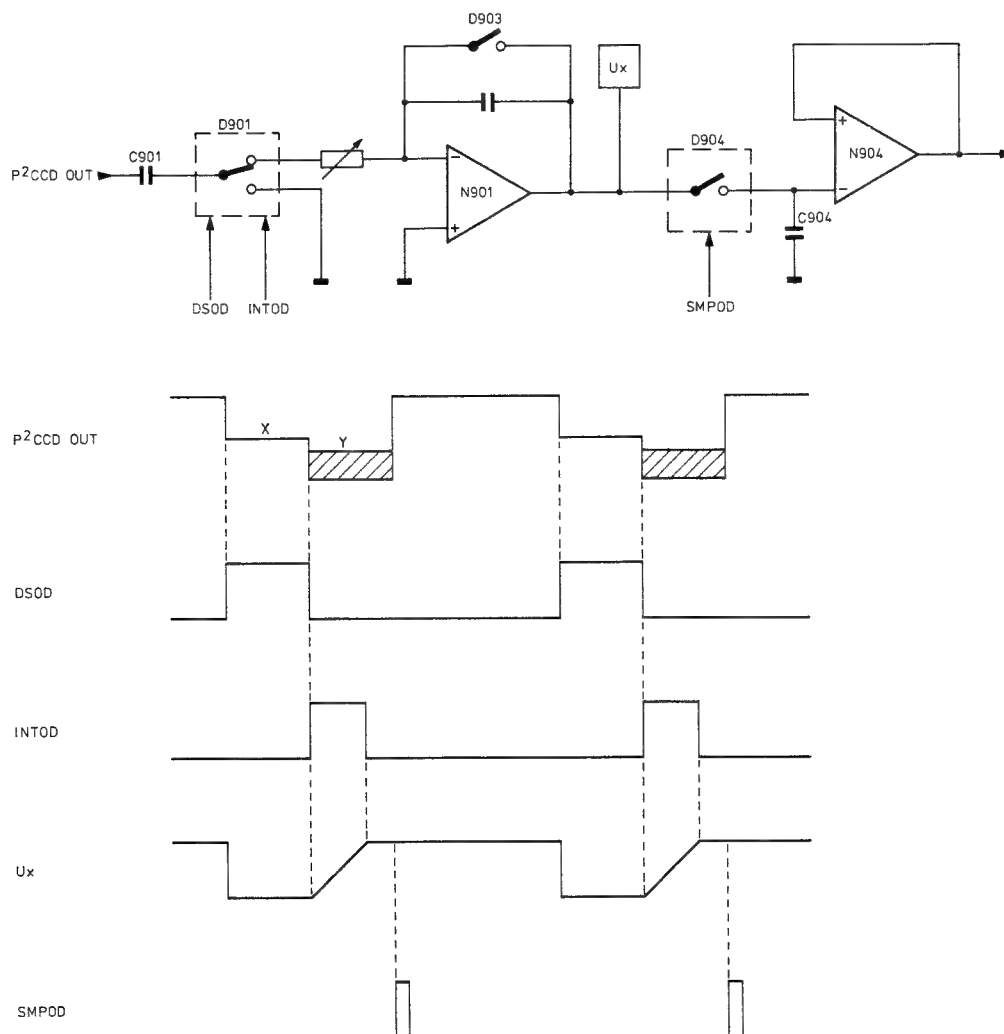 D903
Ux
D901
D904
C901
P²CCD OUT
−
+
N901
+
−
N904
C904
DSOD INTOD
SMPOD
P²CCD OUT
X
Y
DSOD
INTOD
Ux
SMPOD